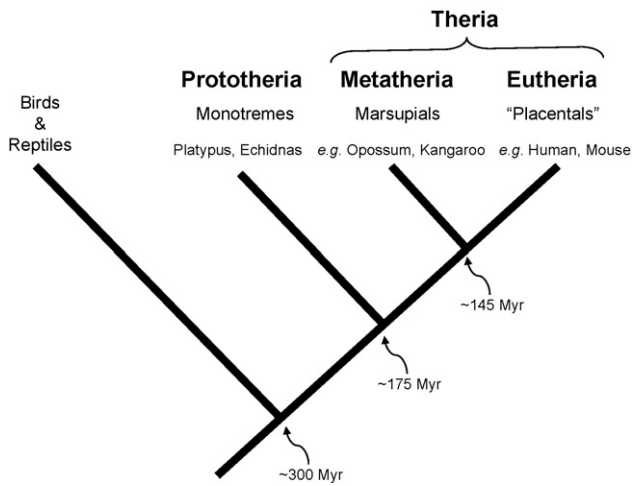 Theria
Prototheria
Metatheria
Eutheria
Birds
&
Reptiles
Monotremes
Marsupials
“Placentals”
Platypus, Echidnas
e.g. Opossum, Kangaroo
e.g. Human, Mouse
~145 Myr
~175 Myr
~300 Myr